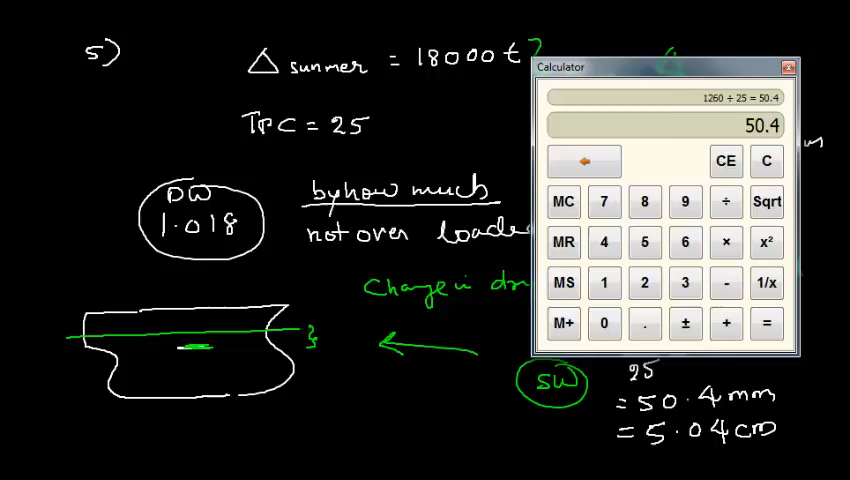 5)
Δ summer = 18000 t
TPC = 25
DW
1.018
by how much
not over loade
Change in dra
SW
25
= 50.4 mm
= 5.04 cm
Calculator
1260 ÷ 25 = 50.4
50.4
CE C
MC 7 8 9 ÷ Sqrt
MR 4 5 6 × x²
MS 1 2 3 - 1/x
M+ 0 . ± + =